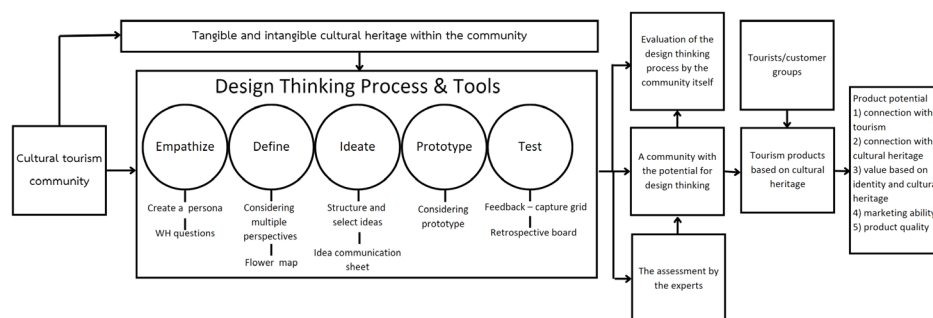 Tangible and intangible cultural heritage within the community
Cultural tourism
community
Design Thinking Process & Tools
Empathize
Define
Ideate
Prototype
Test
Create a persona
WH questions
Considering
multiple
perspectives
Flower map
Structure and
select ideas
Idea communication
sheet
Considering
prototype
Feedback – capture grid
Retrospective board
Evaluation of the
design thinking
process by the
community itself
A community with
the potential for
design thinking
The assessment by
the experts
Tourists/customer
groups
Tourism products
based on cultural
heritage
Product potential
1) connection with
tourism
2) connection with
cultural heritage
3) value based on
identity and cultura
heritage
4) marketing ability
5) product quality